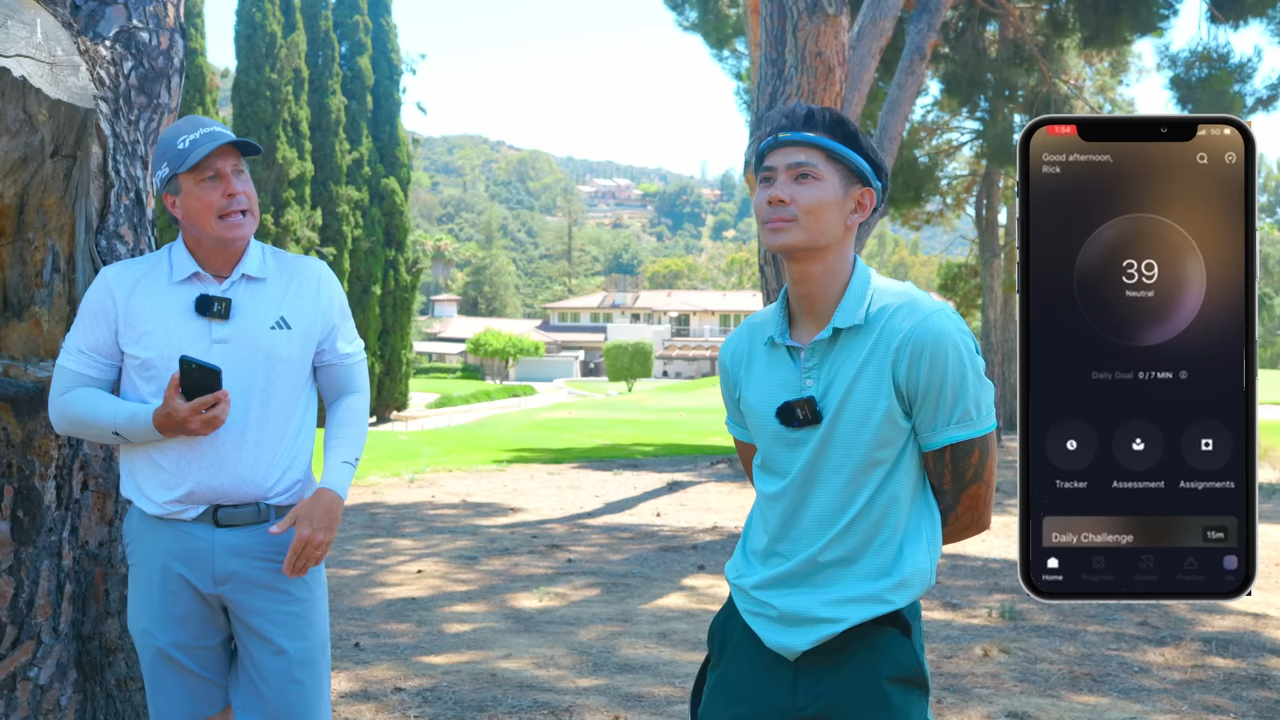 TaylorMade
1:54
5G
Good afternoon,
Rick
39
Neutral
Daily Goal 0 / 7 MIN
Tracker
Assessment
Assignments
Daily Challenge
15m
Home